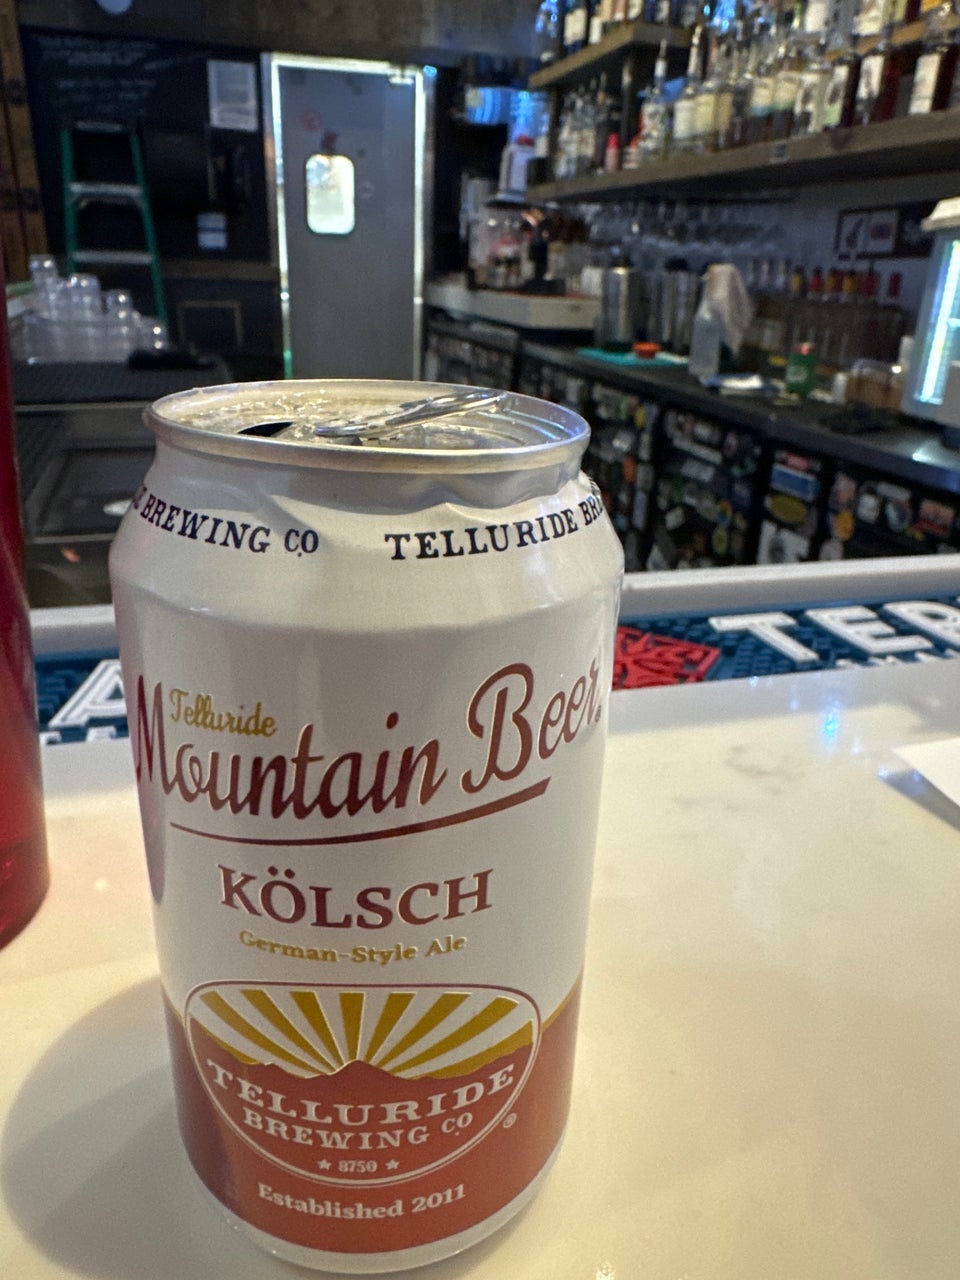 BREWING CO
TELLURIDE
Telluride
Mountain Beer
KÖLSCH
German-Style Ale
TELLURIDE
BREWING CO
®
★ 8750 ★
Established 2011